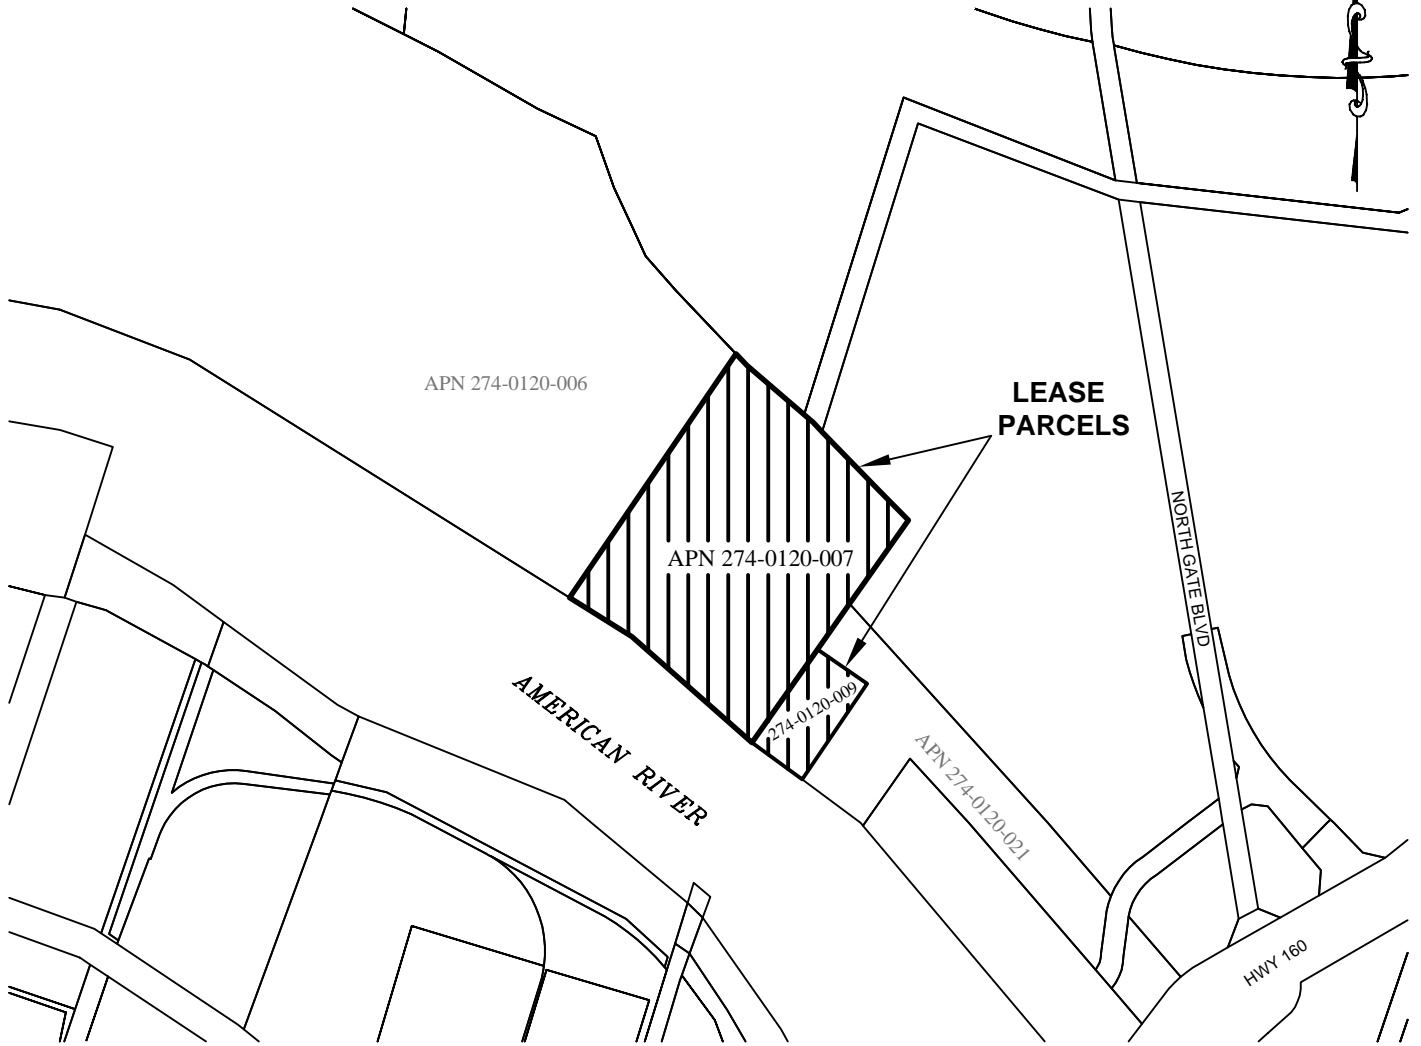 APN 274-0120-006
LEASE
PARCELS
NORTH GATE BLVD
APN 274-0120-007
274-0120-009
AMERICAN RIVER
APN 274-0120-021
HWY 160